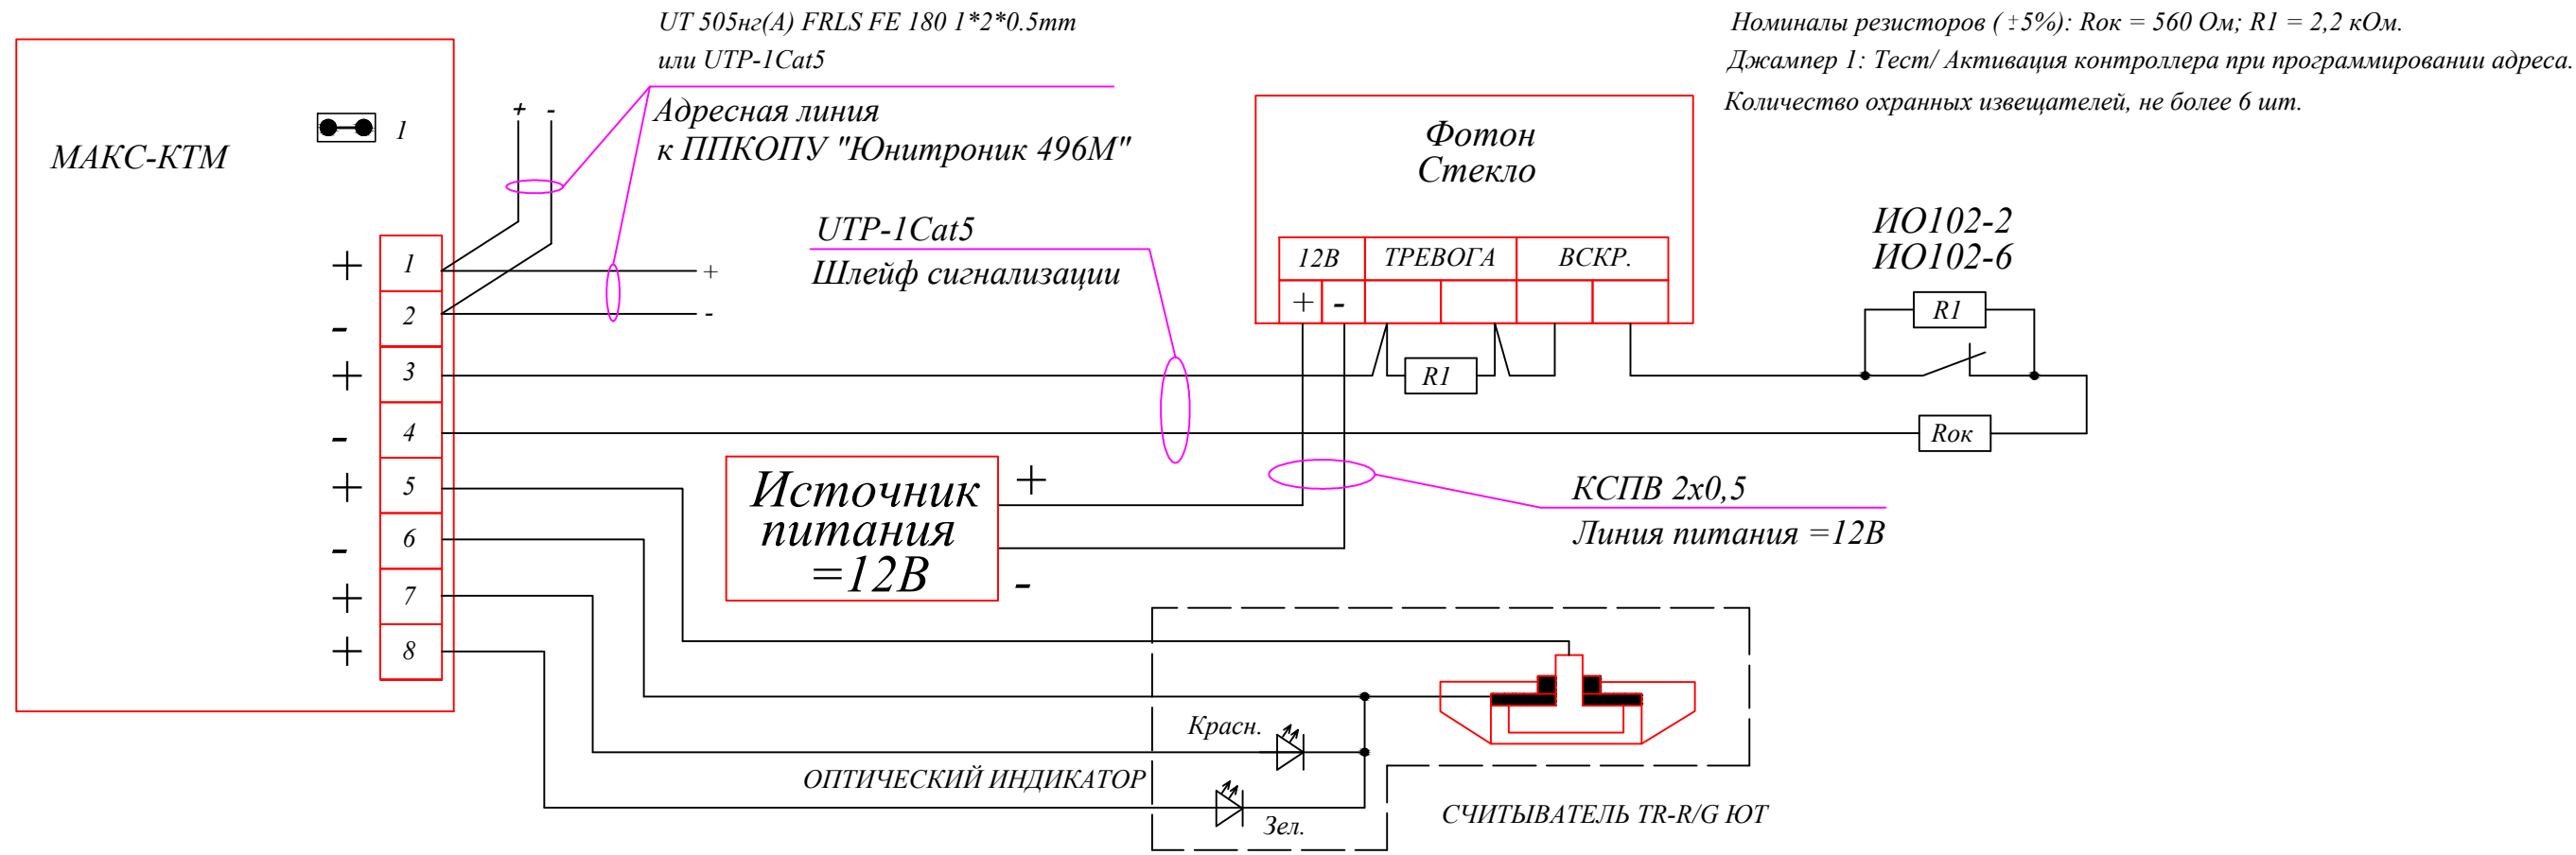 UT 505нг(А) FRLS FE 180 1*2*0.5mm
или UTP-1Cat5
Адресная линия
к ППКОПУ "Юнитроник 496М"
Номиналы резисторов (±5%): Rок = 560 Ом; R1 = 2,2 кОм.
Джампер 1: Тест/ Активация контроллера при программировании адреса.
Количество охранных извещателей, не более 6 шт.
МАКС-КТМ
1
+ -
+ 1
- 2
+ 3
- 4
+ 5
- 6
+ 7
+ 8
+
-
UTP-1Cat5
Шлейф сигнализации
Фотон
Стекло
12В ТРЕВОГА ВСКР.
+ -
R1
ИО102-2
ИО102-6
R1
Rок
Источник
питания
=12В
+
-
КСПВ 2х0,5
Линия питания =12В
Красн.
ОПТИЧЕСКИЙ ИНДИКАТОР
Зел.
СЧИТЫВАТЕЛЬ TR-R/G ЮТ